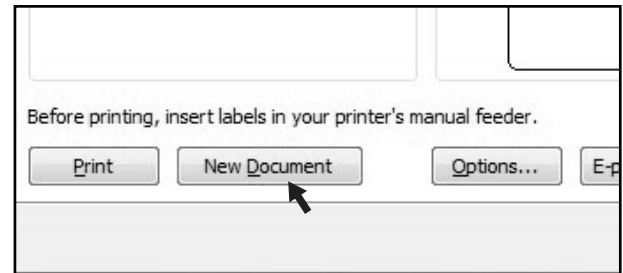 Before printing, insert labels in your printer's manual feeder.
Print New Document Options... E-p